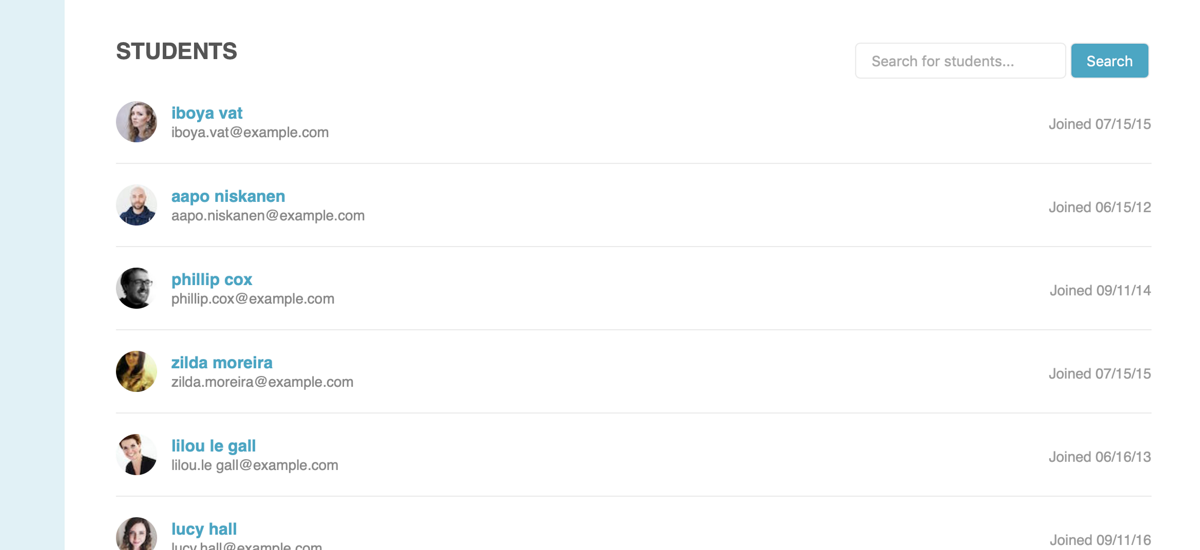 STUDENTS
Search for students...
Search
iboya vat
iboya.vat@example.com
Joined 07/15/15
aapo niskanen
aapo.niskanen@example.com
Joined 06/15/12
phillip cox
phillip.cox@example.com
Joined 09/11/14
zilda moreira
zilda.moreira@example.com
Joined 07/15/15
lilou le gall
lilou.le gall@example.com
Joined 06/16/13
lucy hall
lucy.hall@example.com
Joined 09/11/16